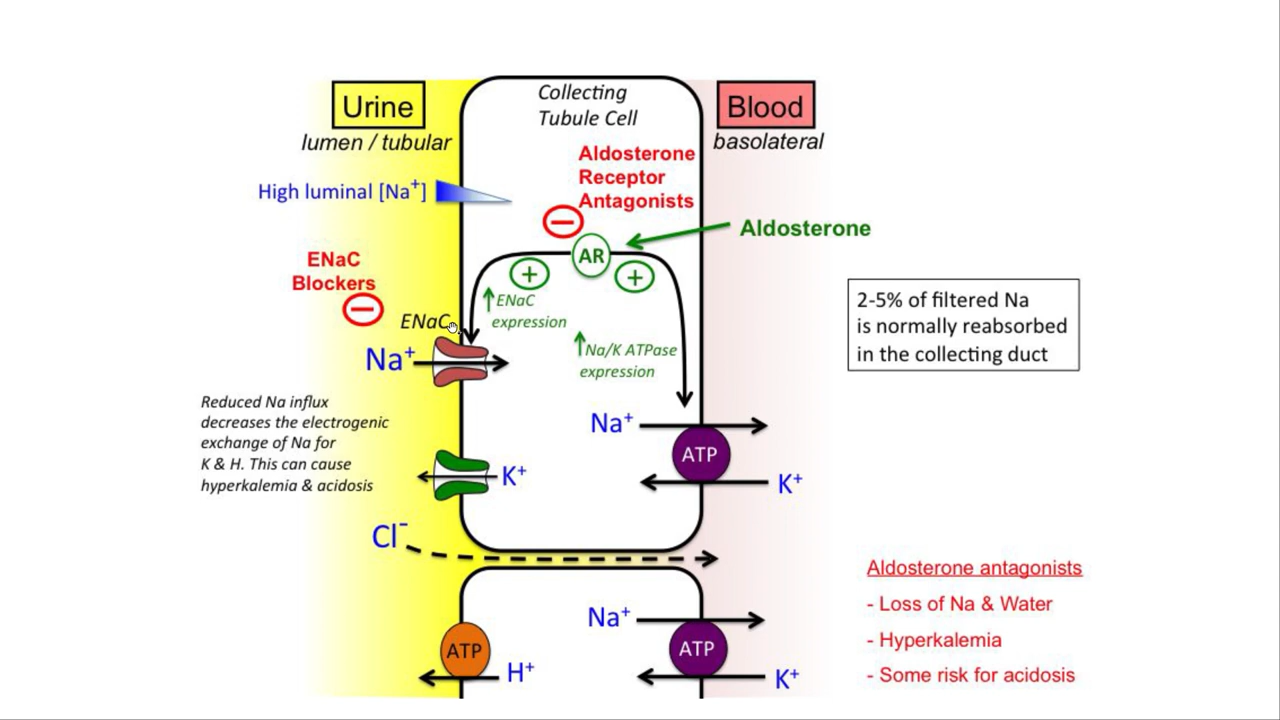 Urine
lumen / tubular
Collecting
Tubule Cell
Blood
basolateral
Aldosterone
Receptor
Antagonists
High luminal [Na⁺]
−
Aldosterone
AR
+
+
ENaC
Blockers
−
↑ENaC
expression
ENaC
↑Na/K ATPase
expression
Na⁺
2-5% of filtered Na
is normally reabsorbed
in the collecting duct
Reduced Na influx
decreases the electrogenic
exchange of Na for
K & H. This can cause
hyperkalemia & acidosis
Na⁺
ATP
K⁺
K⁺
Cl⁻
Na⁺
ATP
H⁺
ATP
K⁺
Aldosterone antagonists
- Loss of Na & Water
- Hyperkalemia
- Some risk for acidosis